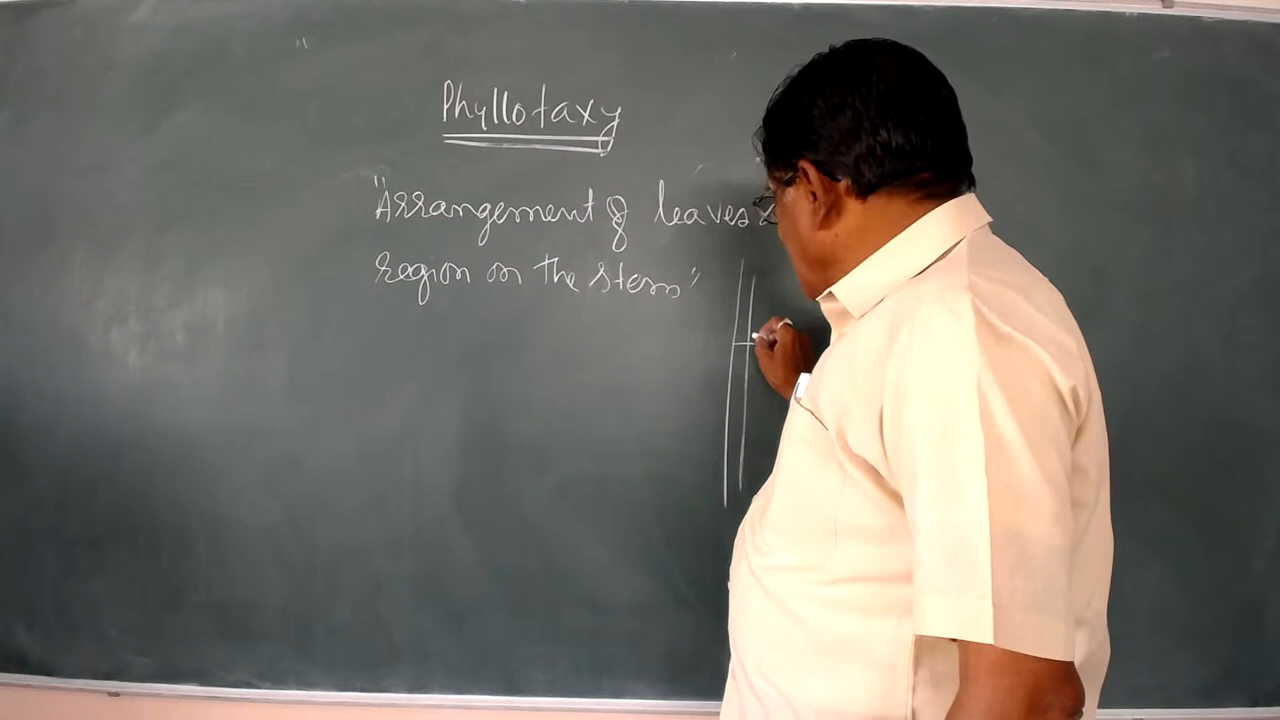 Phyllotaxy
"Arrangement of leaves
region on the stem"